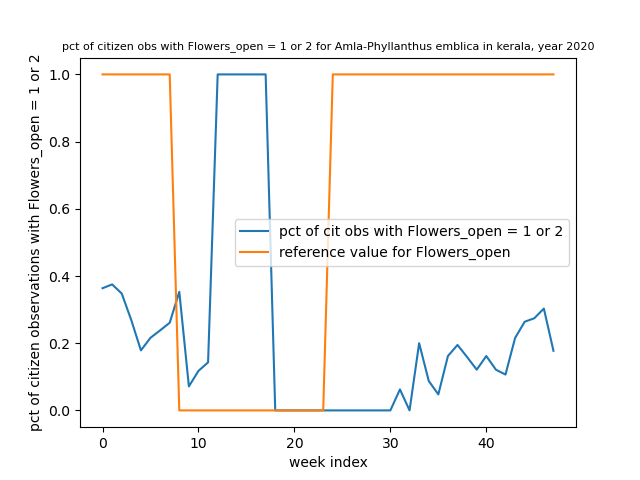 pct of citizen obs with Flowers_open = 1 or 2 for Amla-Phyllanthus emblica in kerala, year 2020
pct of citizen observations with Flowers_open = 1 or 2
1.0
0.8
0.6
0.4
0.2
0.0
pct of cit obs with Flowers_open = 1 or 2
reference value for Flowers_open
0 10 20 30 40
week index